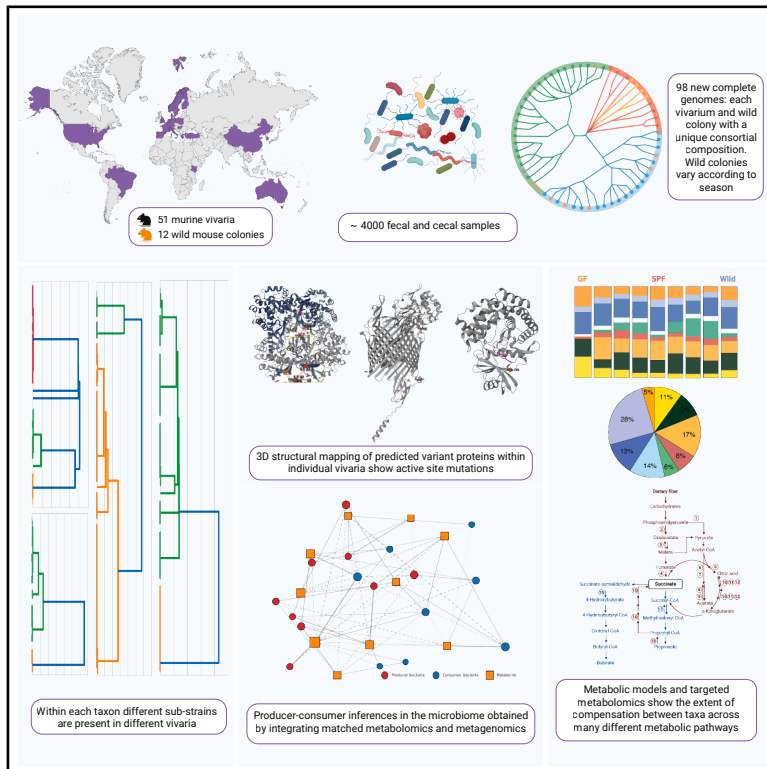 98 new complete
genomes: each
vivarium and wild
colony with a
unique consortial
composition.
Wild colonies
vary according to
season
51 murine vivaria
12 wild mouse colonies
~ 4000 fecal and cecal samples
Within each taxon different sub-strains
are present in different vivaria
3D structural mapping of predicted variant proteins within
individual vivaria show active site mutations
Producer bacteria
Consumer bacteria
Metabolite
Producer-consumer inferences in the microbiome obtained
by integrating matched metabolomics and metagenomics
GF
SPF
Wild
5%
11%
28%
17%
13%
8%
14%
6%
Dietary fiber
Carbohydrates
Phosphoenolpyruvate
Oxaloacetate
Pyruvate
Malate
Acetyl CoA
Fumarate
Citric acid
Succinate semialdehyde
Succinate
4-Hydroxybutyrate
Succinyl-CoA
Acetate
α-Ketoglutarate
4-Hydroxybutyryl-CoA
Methylmalonyl-CoA
Crotonyl CoA
Propionyl CoA
Butyryl-CoA
Propionate
Butyrate
Metabolic models and targeted
metabolomics show the extent of
compensation between taxa across
many different metabolic pathways